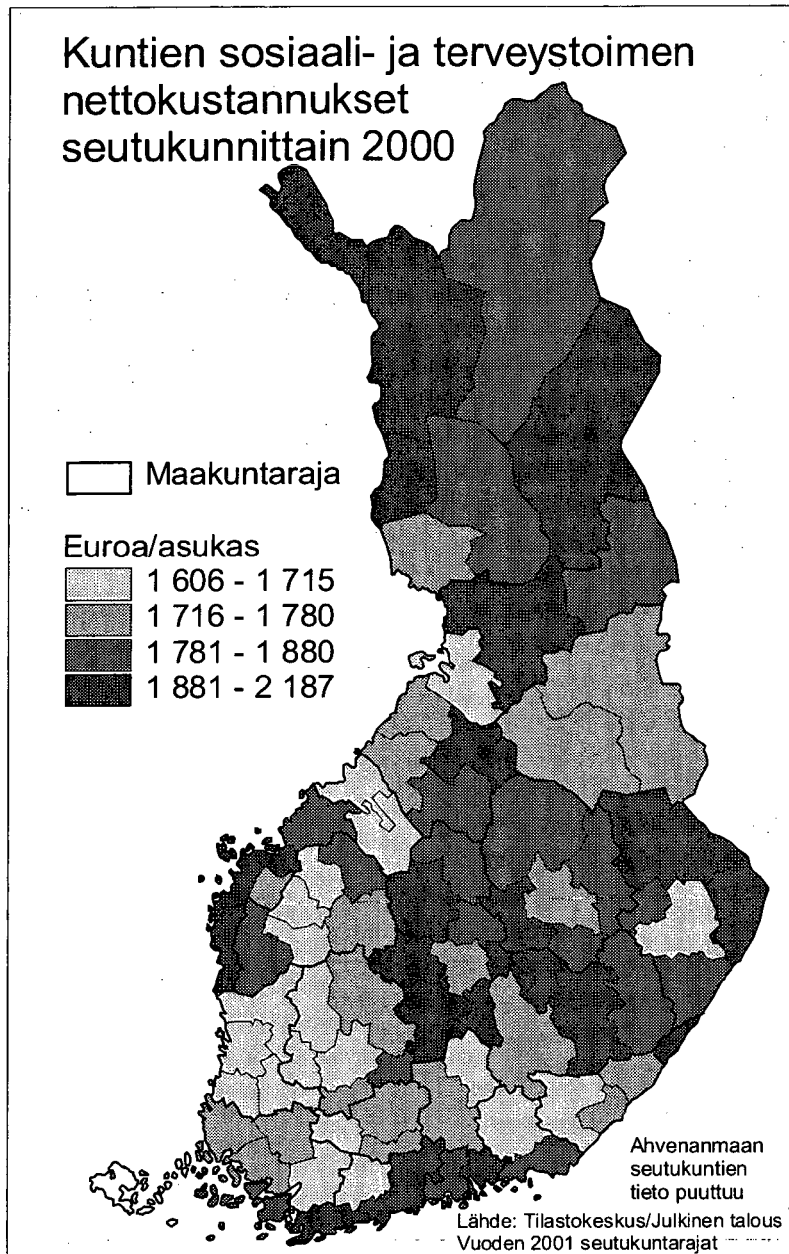 Kuntien sosiaali- ja terveystoimen
nettokustannukset
seutukunnittain 2000
Maakuntaraja
Euroa/asukas
1 606 - 1 715
1 716 - 1 780
1 781 - 1 880
1 881 - 2 187
Ahvenanmaan
seutukuntien
tieto puuttuu
Lähde: Tilastokeskus/Julkinen talous
Vuoden 2001 seutukuntarajat